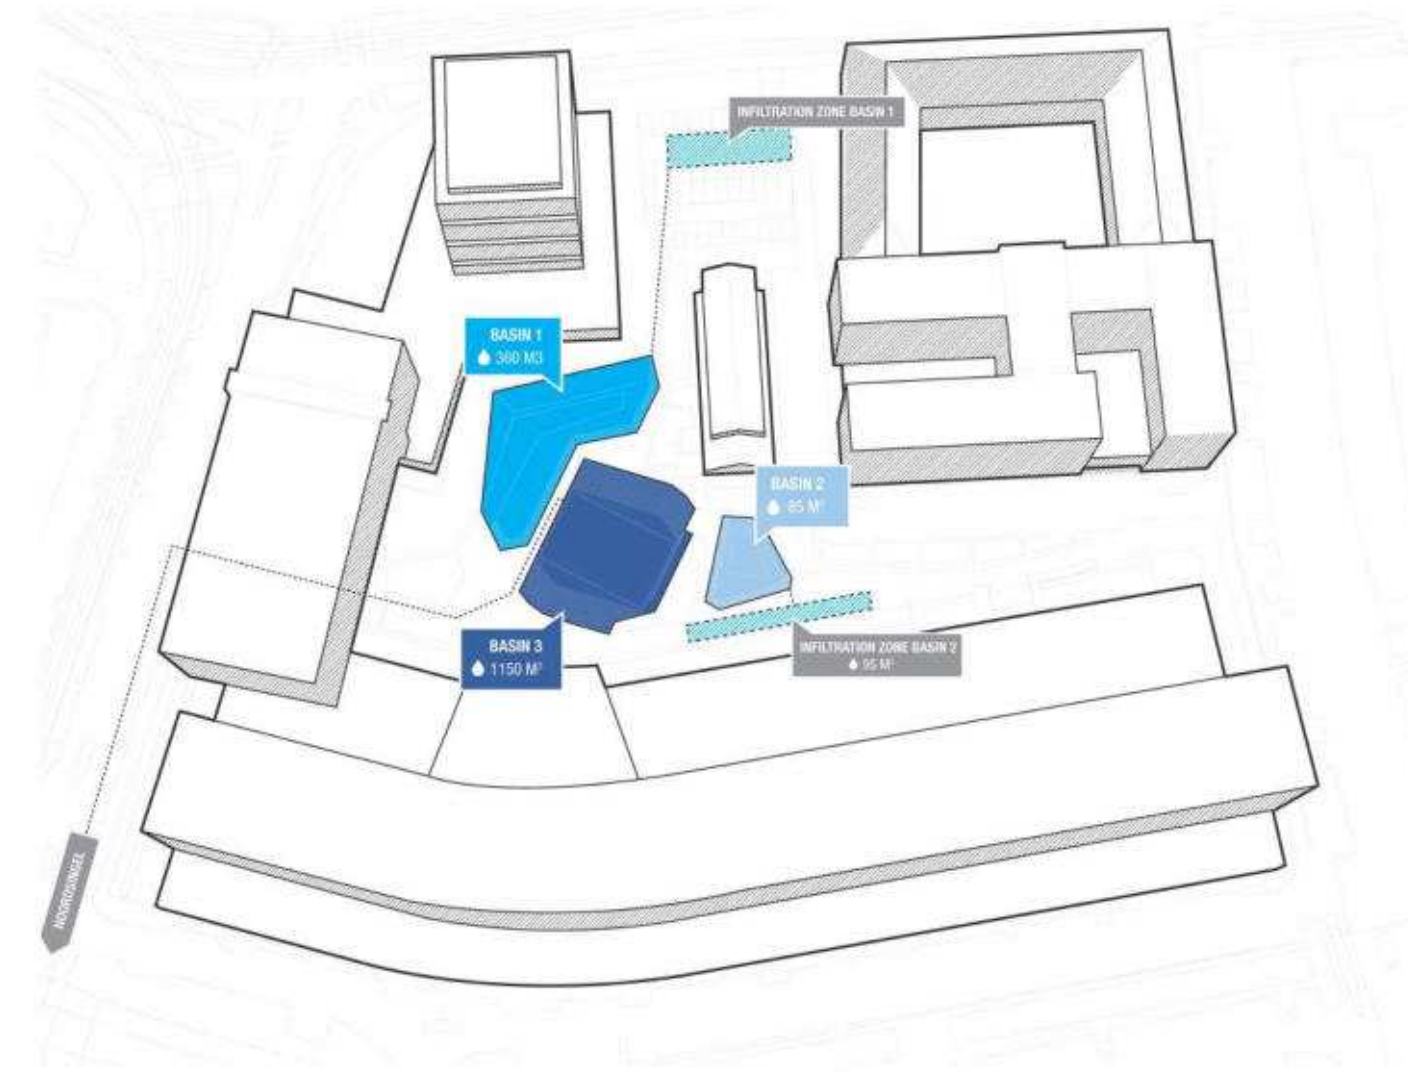 INFILTRATION ZONE BASIN 1
BASIN 1
360 M3
BASIN 2
85 M³
BASIN 3
1150 M³
INFILTRATION ZONE BASIN 2
95 M³
NOORDSINGEL